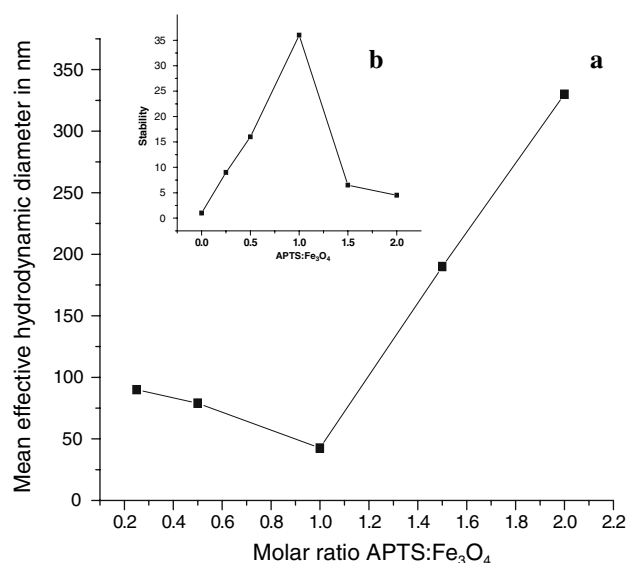 b
a
Mean effective hydrodynamic diameter in nm
350
300
250
200
150
100
50
0
0.2 0.4 0.6 0.8 1.0 1.2 1.4 1.6 1.8 2.0 2.2
Molar ratio APTS:Fe₃O₄
Stability
35
30
25
20
15
10
5
0
0.0 0.5 1.0 1.5 2.0
APTS:Fe₃O₄